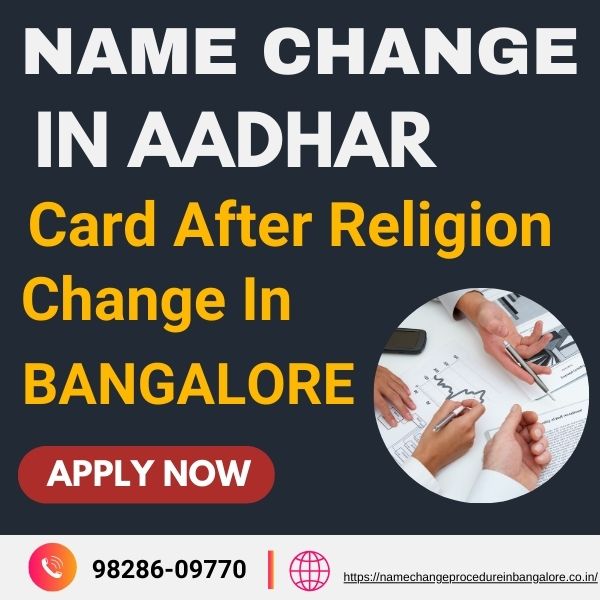 NAME CHANGE
IN AADHAR
Card After Religion
Change In
BANGALORE
APPLY NOW
98286-09770
https://namechangeprocedureinbangalore.co.in/